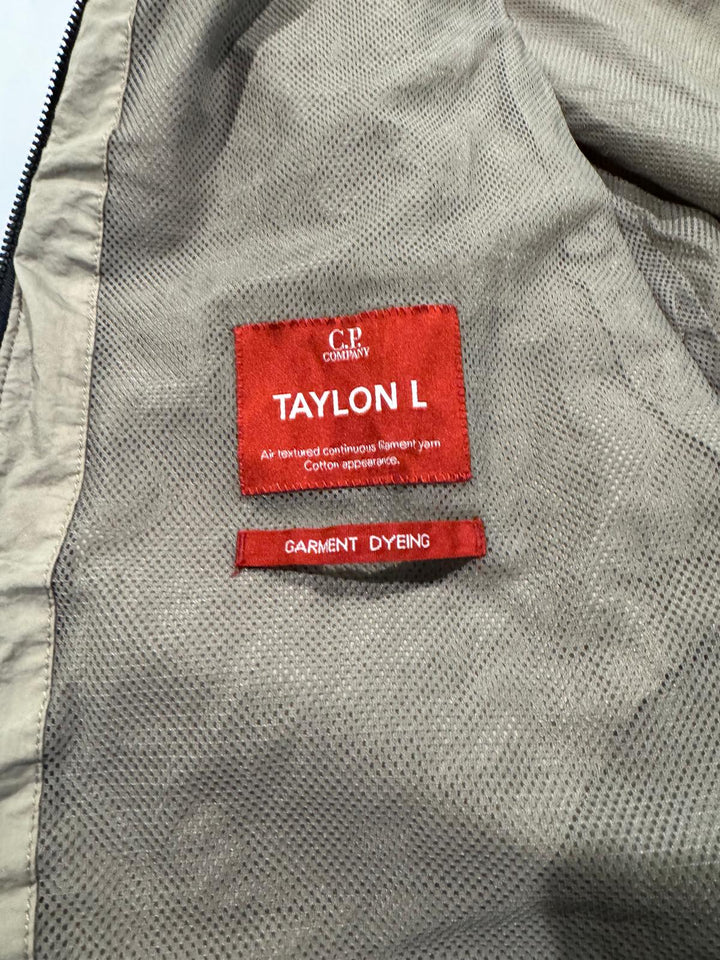 C.P.
COMPANY
TAYLON L
Air textured continuous filament yarn
Cotton appearance.
GARMENT DYEING